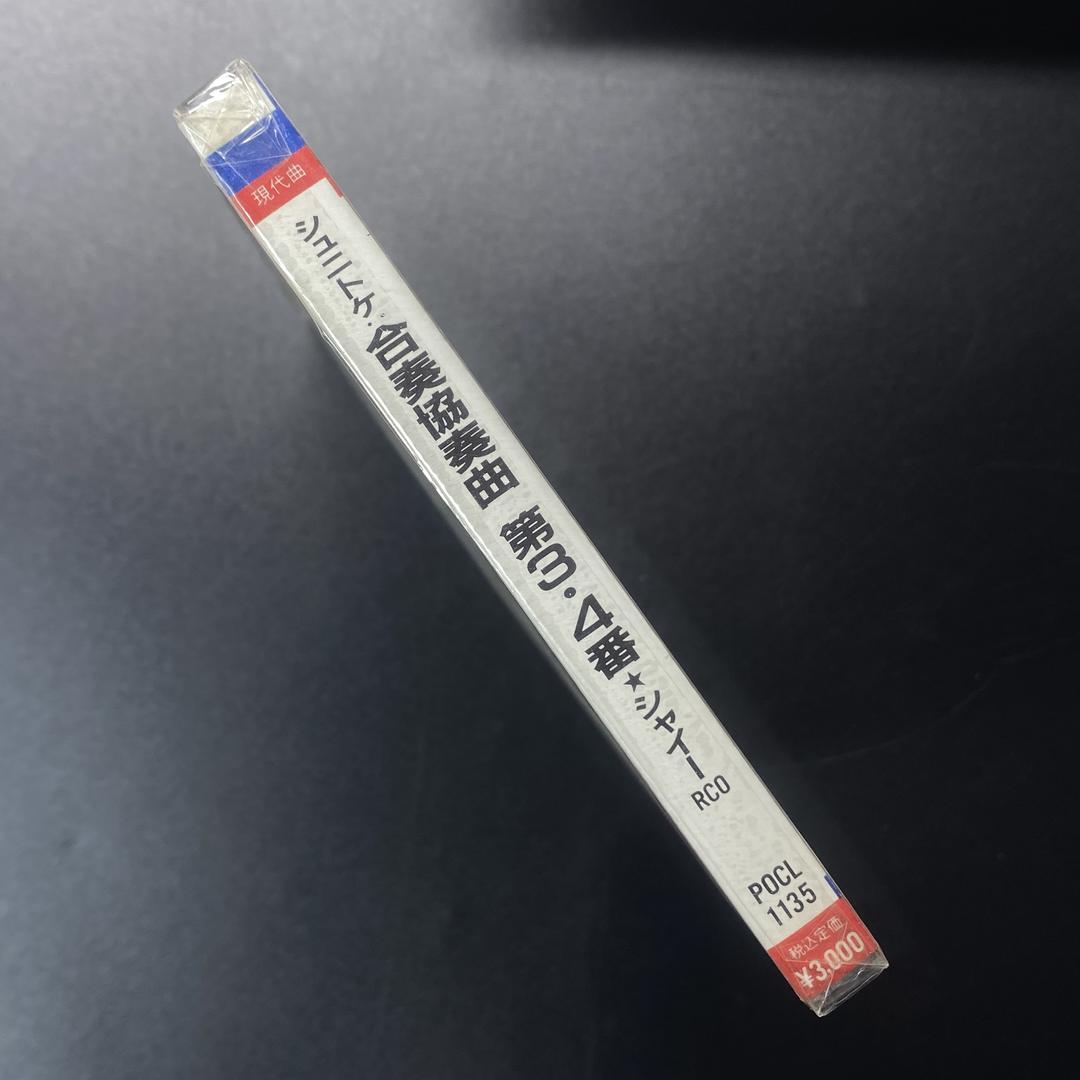 現代曲
シュニトケ:合奏協奏曲 第3・4番★シャイー
RCO
POCL
1135
税込定価
¥3,000